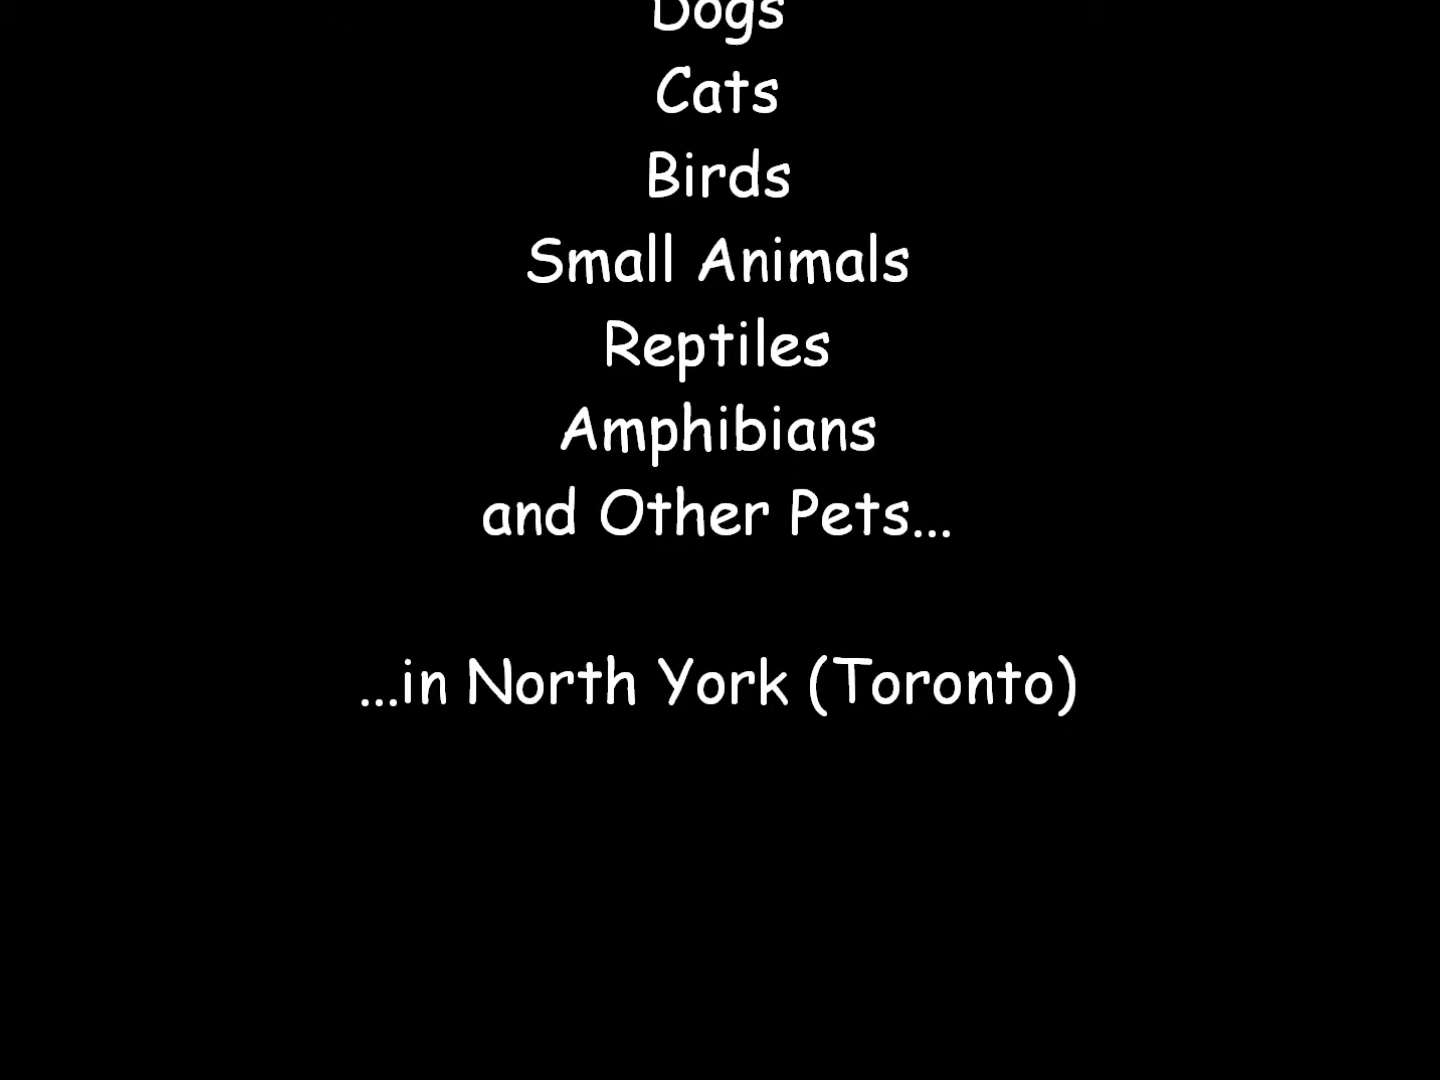 Dogs
Cats
Birds
Small Animals
Reptiles
Amphibians
and Other Pets...
...in North York (Toronto)